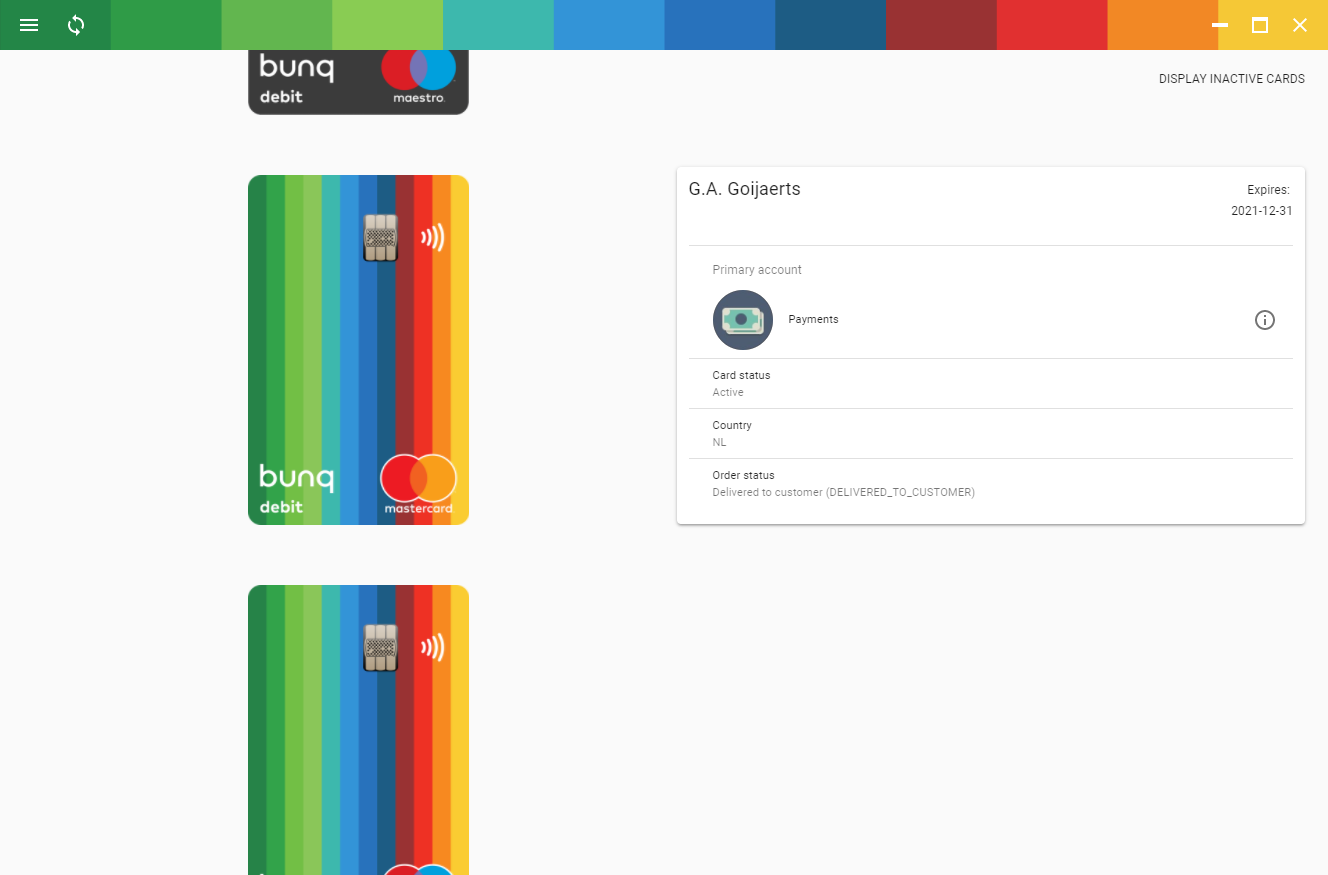 bunq
debit
maestro.
DISPLAY INACTIVE CARDS
G.A. Goijaerts
Expires:
2021-12-31
Primary account
Payments
Card status
Active
Country
NL
Order status
Delivered to customer (DELIVERED_TO_CUSTOMER)
bunq
debit
mastercard